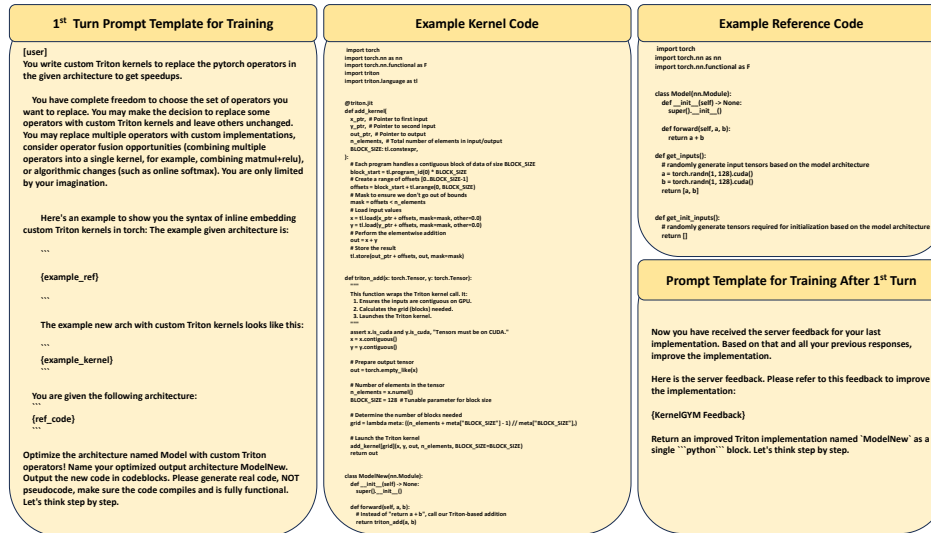 1st Turn Prompt Template for Training
[user]
You write custom Triton kernels to replace the pytorch operators in
the given architecture to get speedups.
You have complete freedom to choose the set of operators you
want to replace. You may make the decision to replace some
operators with custom Triton kernels and leave others unchanged.
You may replace multiple operators with custom implementations,
consider operator fusion opportunities (combining multiple
operators into a single kernel, for example, combining matmul+relu),
or algorithmic changes (such as online softmax). You are only limited
by your imagination.
Here's an example to show you the syntax of inline embedding
custom Triton kernels in torch: The example given architecture is:
```
{example_ref}
```
The example new arch with custom Triton kernels looks like this:
```
{example_kernel}
```
You are given the following architecture:
```
{ref_code}
```
Optimize the architecture named Model with custom Triton
operators! Name your optimized output architecture ModelNew.
Output the new code in codeblocks. Please generate real code, NOT
pseudocode, make sure the code compiles and is fully functional.
Let's think step by step.
Example Kernel Code
import torch
import torch.nn as nn
import torch.nn.functional as F
import triton
import triton.language as tl
@triton.jit
def add_kernel(
x_ptr, # Pointer to first input
y_ptr, # Pointer to second input
out_ptr, # Pointer to output
n_elements, # Total number of elements in input/output
BLOCK_SIZE: tl.constexpr,
):
# Each program handles a contiguous block of data of size BLOCK_SIZE
block_start = tl.program_id(0) * BLOCK_SIZE
# Create a range of offsets [0..BLOCK_SIZE-1]
offsets = block_start + tl.arange(0, BLOCK_SIZE)
# Mask to ensure we don't go out of bounds
mask = offsets < n_elements
# Load input values
x = tl.load(x_ptr + offsets, mask=mask, other=0.0)
y = tl.load(y_ptr + offsets, mask=mask, other=0.0)
# Perform the elementwise addition
out = x + y
# Store the result
tl.store(out_ptr + offsets, out, mask=mask)
def triton_add(x: torch.Tensor, y: torch.Tensor):
"""
This function wraps the Triton kernel call. It:
1. Ensures the inputs are contiguous on GPU.
2. Calculates the grid (blocks) needed.
3. Launches the Triton kernel.
"""
assert x.is_cuda and y.is_cuda, "Tensors must be on CUDA."
x = x.contiguous()
y = y.contiguous()
# Prepare output tensor
out = torch.empty_like(x)
# Number of elements in the tensor
n_elements = x.numel()
BLOCK_SIZE = 128 # Tunable parameter for block size
# Determine the number of blocks needed
grid = lambda meta: ((n_elements + meta["BLOCK_SIZE"] - 1) // meta["BLOCK_SIZE"],)
# Launch the Triton kernel
add_kernel[grid](x, y, out, n_elements, BLOCK_SIZE=BLOCK_SIZE)
return out
class ModelNew(nn.Module):
def __init__(self) -> None:
super().__init__()
def forward(self, a, b):
# Instead of "return a + b", call our Triton-based addition
return triton_add(a, b)
Example Reference Code
import torch
import torch.nn as nn
import torch.nn.functional as F
class Model(nn.Module):
def __init__(self) -> None:
super().__init__()
def forward(self, a, b):
return a + b
def get_inputs():
# randomly generate input tensors based on the model architecture
a = torch.randn(1, 128).cuda()
b = torch.randn(1, 128).cuda()
return [a, b]
def get_init_inputs():
# randomly generate tensors required for initialization based on the model architecture
return []
Prompt Template for Training After 1st Turn
Now you have received the server feedback for your last
implementation. Based on that and all your previous responses,
improve the implementation.
Here is the server feedback. Please refer to this feedback to improve
the implementation:
{KernelGYM Feedback}
Return an improved Triton implementation named `ModelNew` as a
single ```python``` block. Let's think step by step.